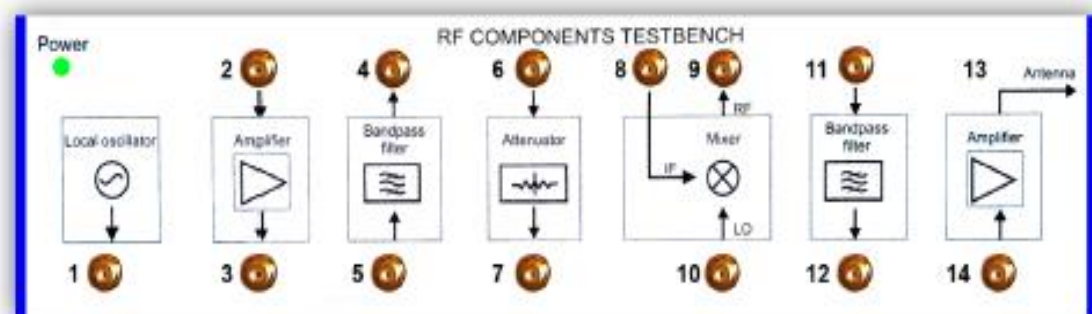 RF COMPONENTS TESTBENCH
Power
2 4 6 8 9 11 13 Antenna
RF
Local oscillator
Amplifier
Bandpass
filter
Attenuator
Mixer
Bandpass
filter
Amplifier
IF
LO
1 3 5 7 10 12 14